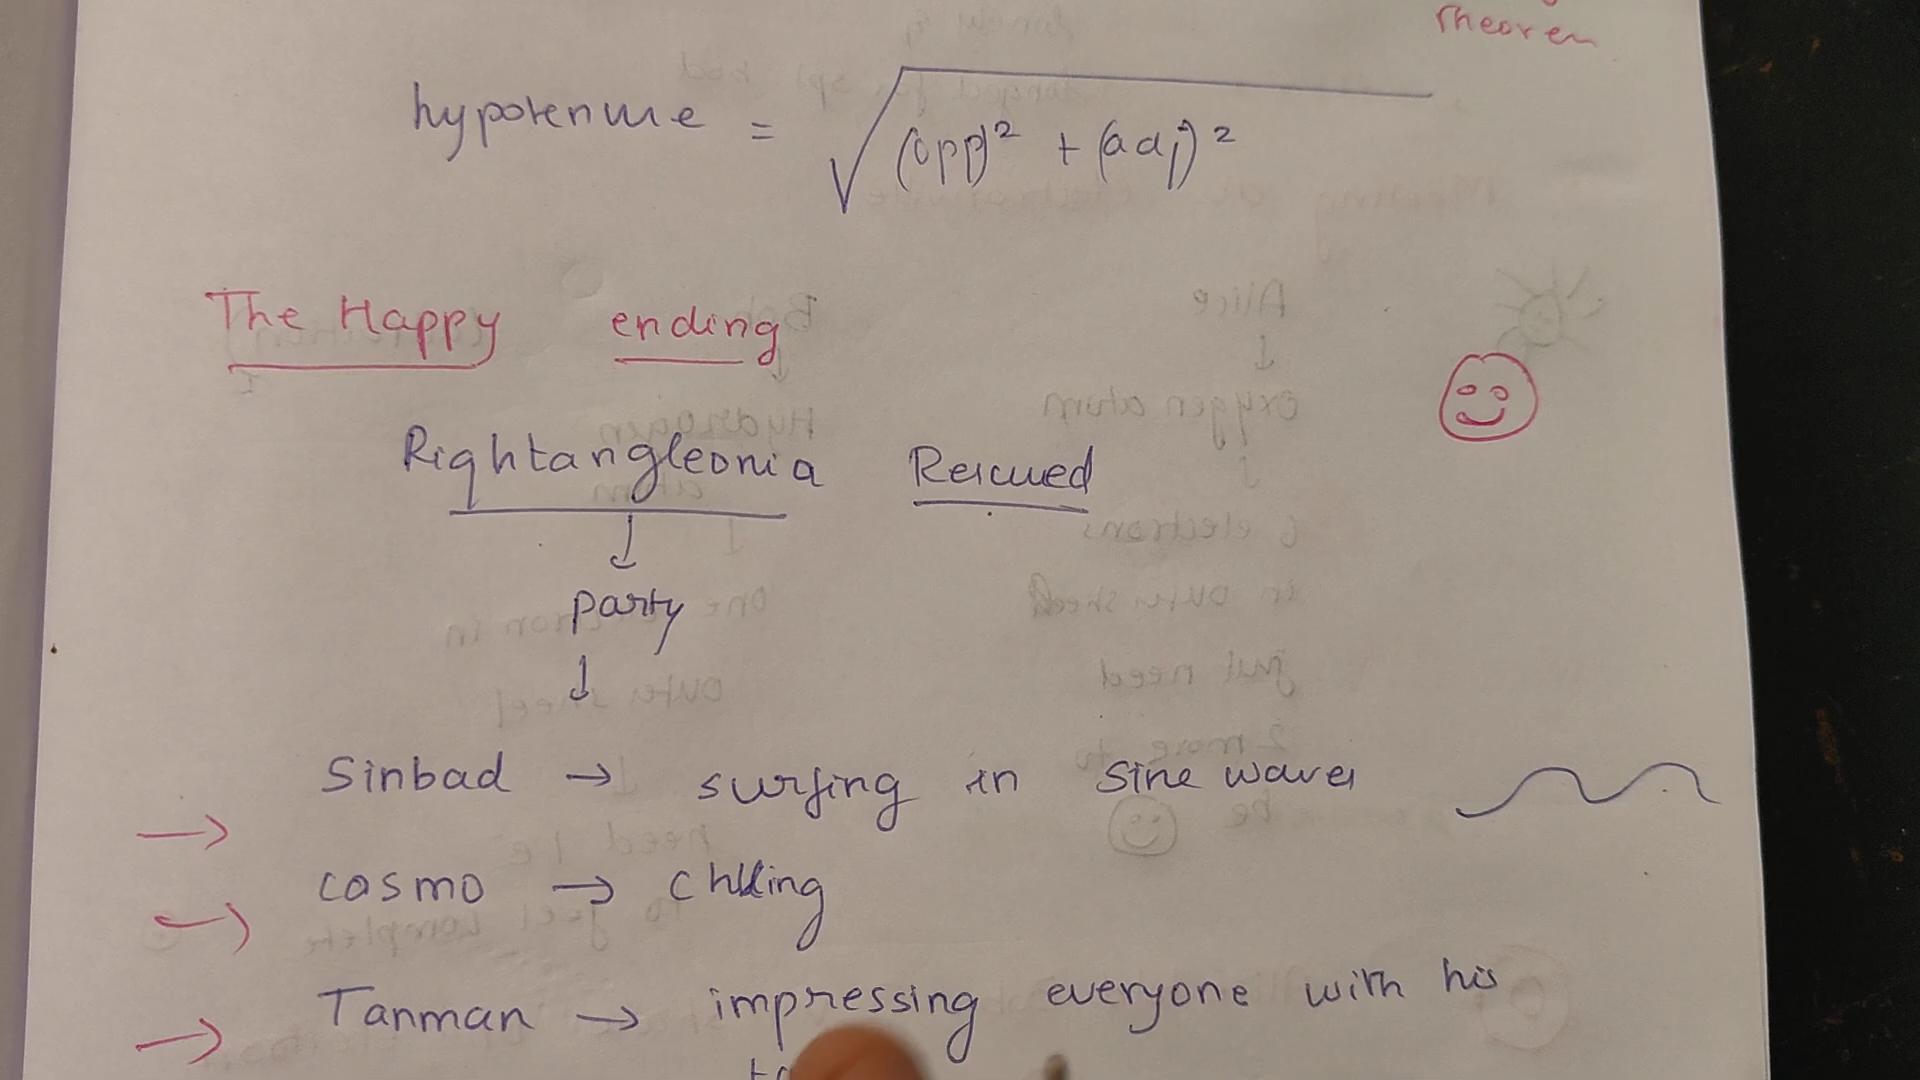 Theorem
hypotenuse = √(opp)² + (adj)²
The Happy ending
Rightangleonia Rescued
↓
party
↓
Sinbad → surfing in Sine waves
→
cosmo → chilling
→
Tanman → impressing everyone with his
→